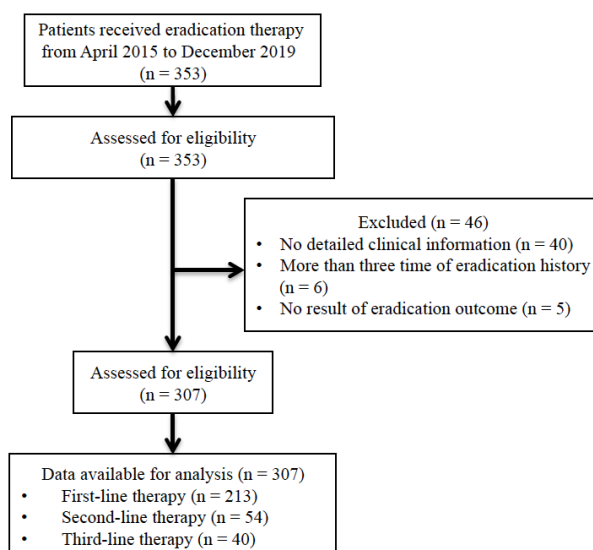 Patients received eradication therapy
from April 2015 to December 2019
(n = 353)
Assessed for eligibility
(n = 353)
Excluded (n = 46)
• No detailed clinical information (n = 40)
• More than three time of eradication history
(n = 6)
• No result of eradication outcome (n = 5)
Assessed for eligibility
(n = 307)
Data available for analysis (n = 307)
• First-line therapy (n = 213)
• Second-line therapy (n = 54)
• Third-line therapy (n = 40)